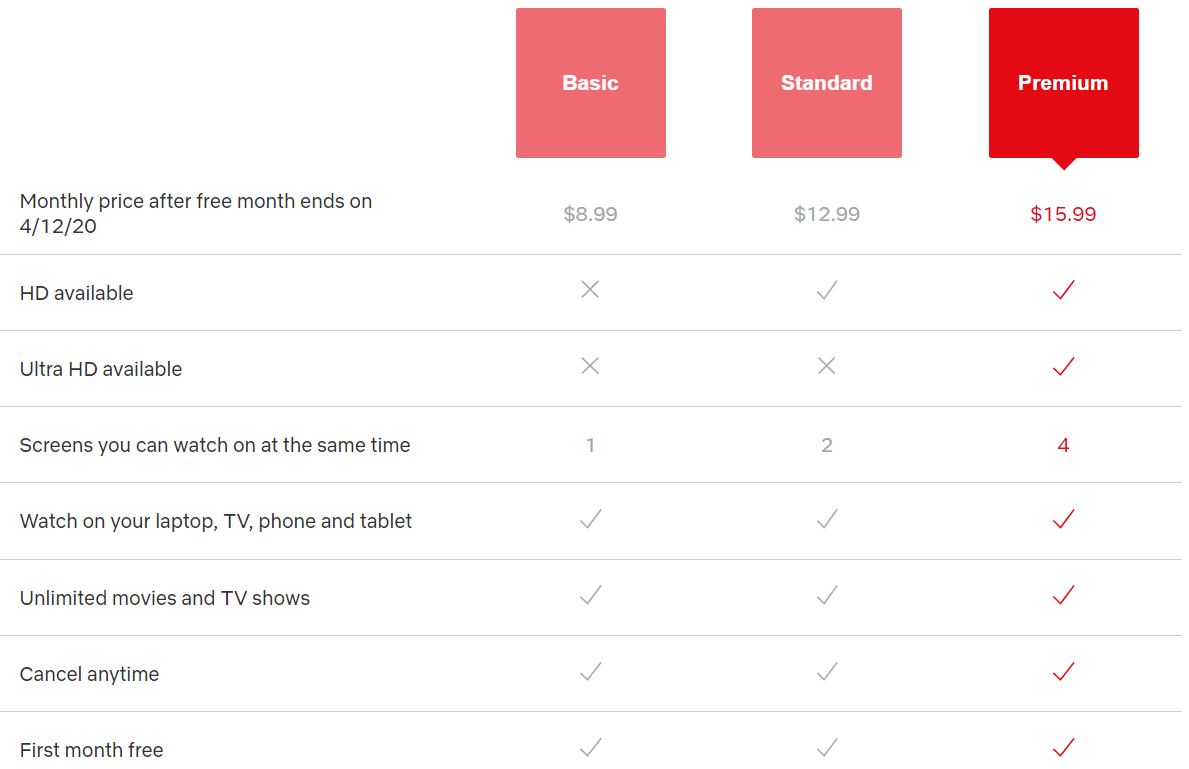 Basic Standard Premium
Monthly price after free month ends on
4/12/20
$8.99 $12.99 $15.99
HD available
Ultra HD available
Screens you can watch on at the same time 1 2 4
Watch on your laptop, TV, phone and tablet
Unlimited movies and TV shows
Cancel anytime
First month free